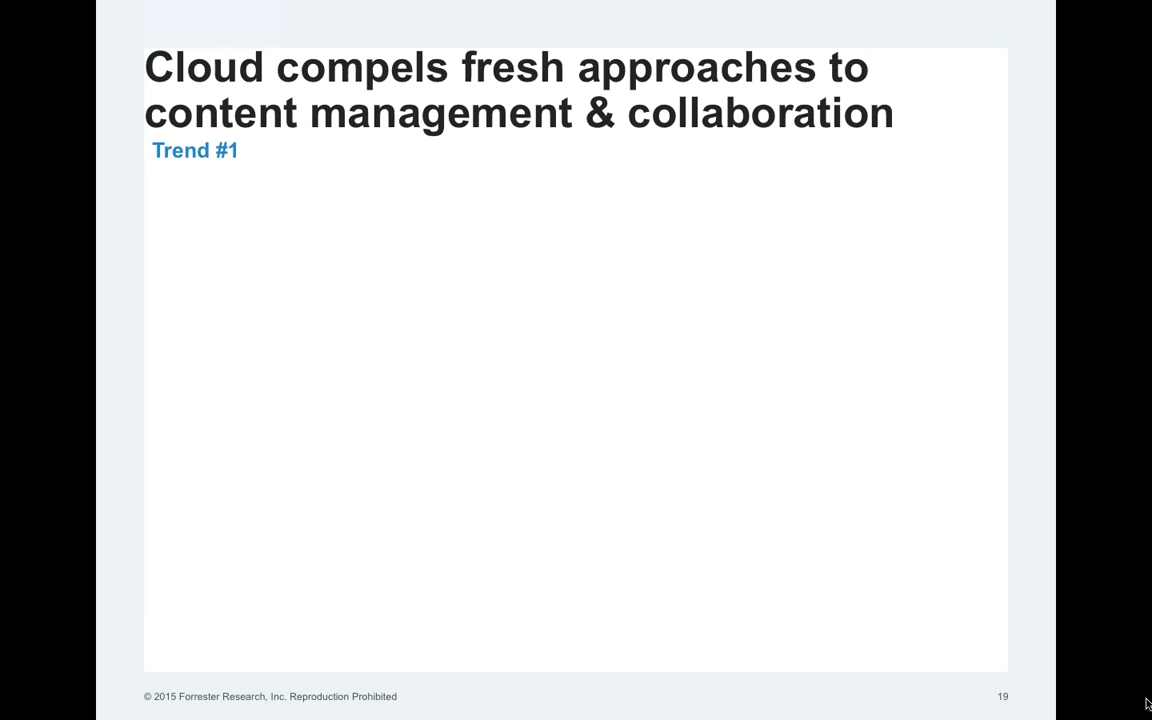 Cloud compels fresh approaches to
content management & collaboration
Trend #1
© 2015 Forrester Research, Inc. Reproduction Prohibited
19